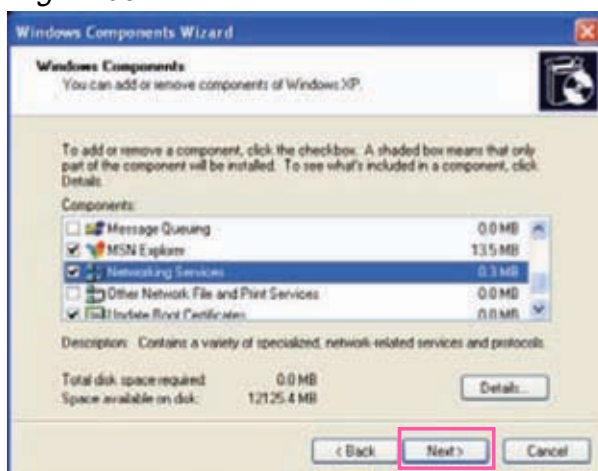 Windows Components Wizard
Windows Components
You can add or remove components of Windows XP.
To add or remove a component, click the checkbox. A shaded box means that only
part of the component will be installed. To see what's included in a component, click
Details.
Components:
Message Queuing 0.0 MB
MSN Explorer 13.5 MB
Networking Services 0.3 MB
Other Network File and Print Services 0.0 MB
Update Root Certificates 0.0 MB
Description: Contains a variety of specialized, network-related services and protocols.
Total disk space required: 0.0 MB
Space available on disk: 12125.4 MB
Details...
< Back Next > Cancel